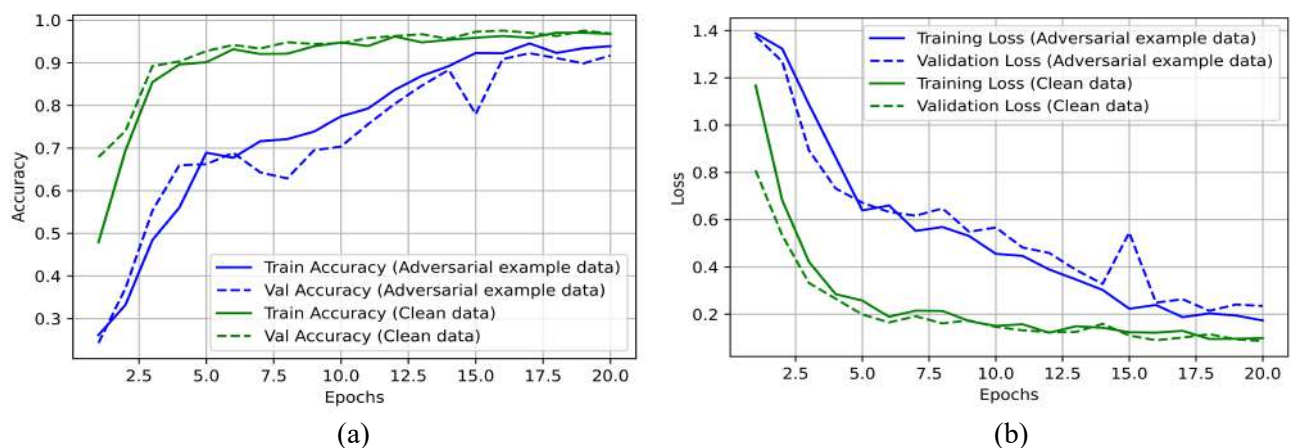 1.0
0.9
0.8
0.7
0.6
0.5
0.4
0.3
Accuracy
Train Accuracy (Adversarial example data)
Val Accuracy (Adversarial example data)
Train Accuracy (Clean data)
Val Accuracy (Clean data)
2.5 5.0 7.5 10.0 12.5 15.0 17.5 20.0
Epochs
(a)
1.4
1.2
1.0
0.8
0.6
0.4
0.2
Loss
Training Loss (Adversarial example data)
Validation Loss (Adversarial example data)
Training Loss (Clean data)
Validation Loss (Clean data)
2.5 5.0 7.5 10.0 12.5 15.0 17.5 20.0
Epochs
(b)